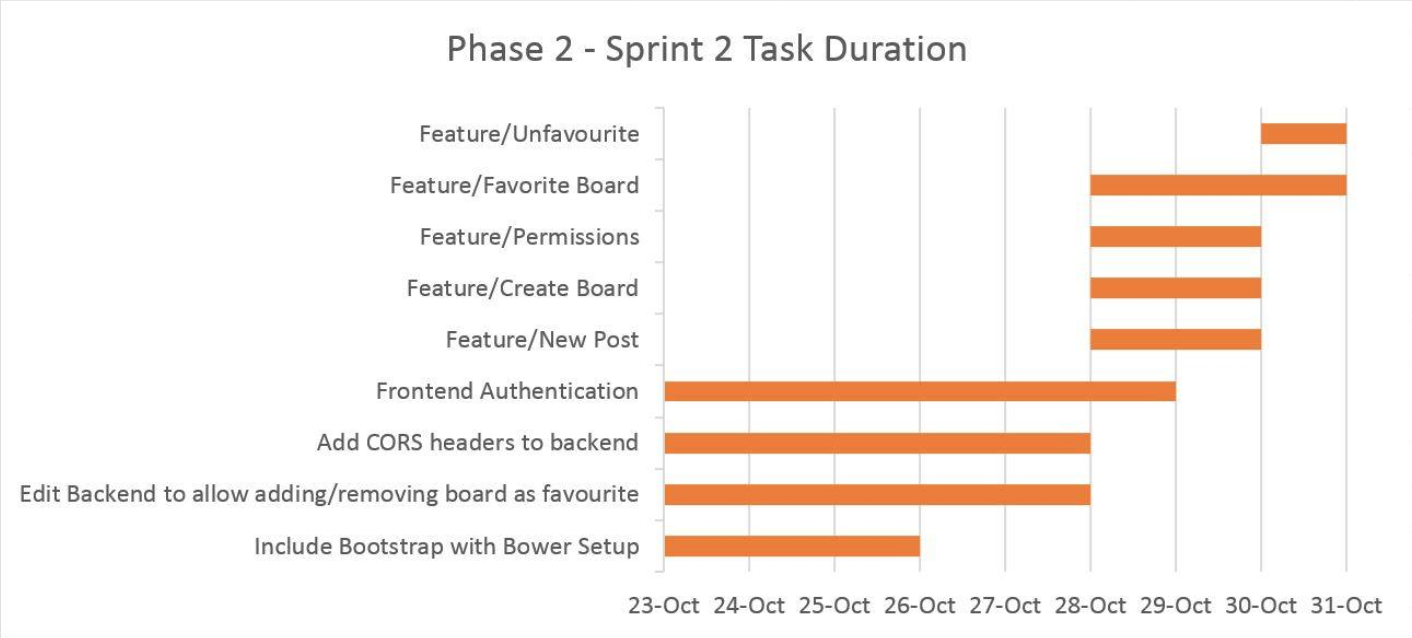 Phase 2 - Sprint 2 Task Duration
Feature/Unfavourite
Feature/Favorite Board
Feature/Permissions
Feature/Create Board
Feature/New Post
Frontend Authentication
Add CORS headers to backend
Edit Backend to allow adding/removing board as favourite
Include Bootstrap with Bower Setup
23-Oct 24-Oct 25-Oct 26-Oct 27-Oct 28-Oct 29-Oct 30-Oct 31-Oct